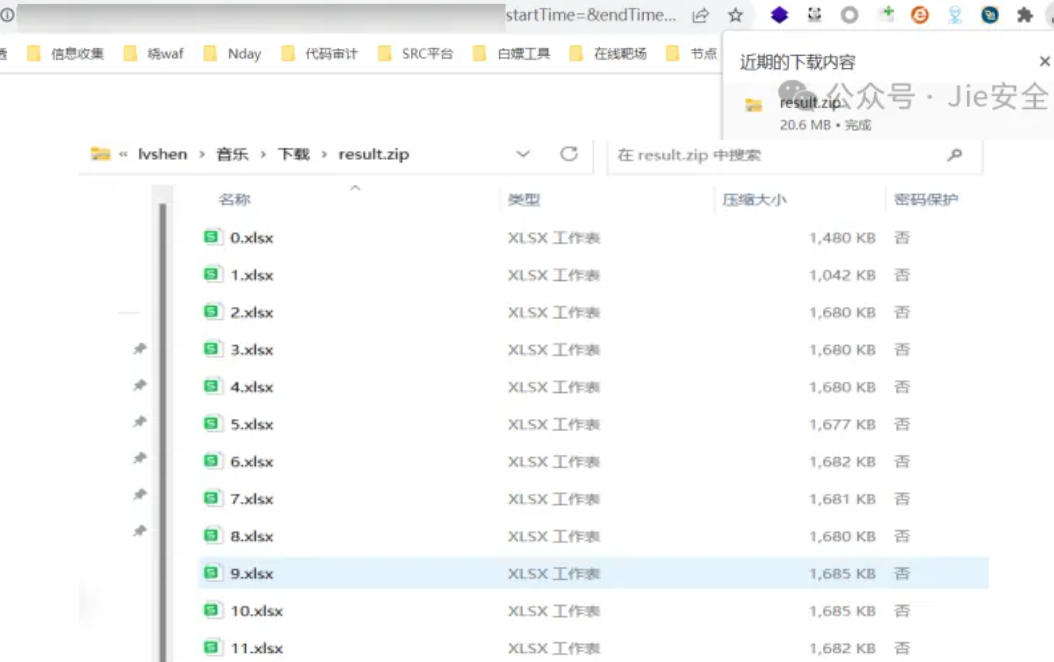 startTime=&endTime...
信息收集 绕waf Nday 代码审计 SRC平台 白嫖工具 在线靶场 节点
近期的下载内容
result.zip
公众号 · Jie安全
20.6 MB • 完成
« lvshen › 音乐 › 下载 › result.zip
在 result.zip 中搜索
名称 类型 压缩大小 密码保护
0.xlsx XLSX 工作表 1,480 KB 否
1.xlsx XLSX 工作表 1,042 KB 否
2.xlsx XLSX 工作表 1,680 KB 否
3.xlsx XLSX 工作表 1,680 KB 否
4.xlsx XLSX 工作表 1,680 KB 否
5.xlsx XLSX 工作表 1,677 KB 否
6.xlsx XLSX 工作表 1,682 KB 否
7.xlsx XLSX 工作表 1,681 KB 否
8.xlsx XLSX 工作表 1,680 KB 否
9.xlsx XLSX 工作表 1,685 KB 否
10.xlsx XLSX 工作表 1,685 KB 否
11.xlsx XLSX 工作表 1,682 KB 否